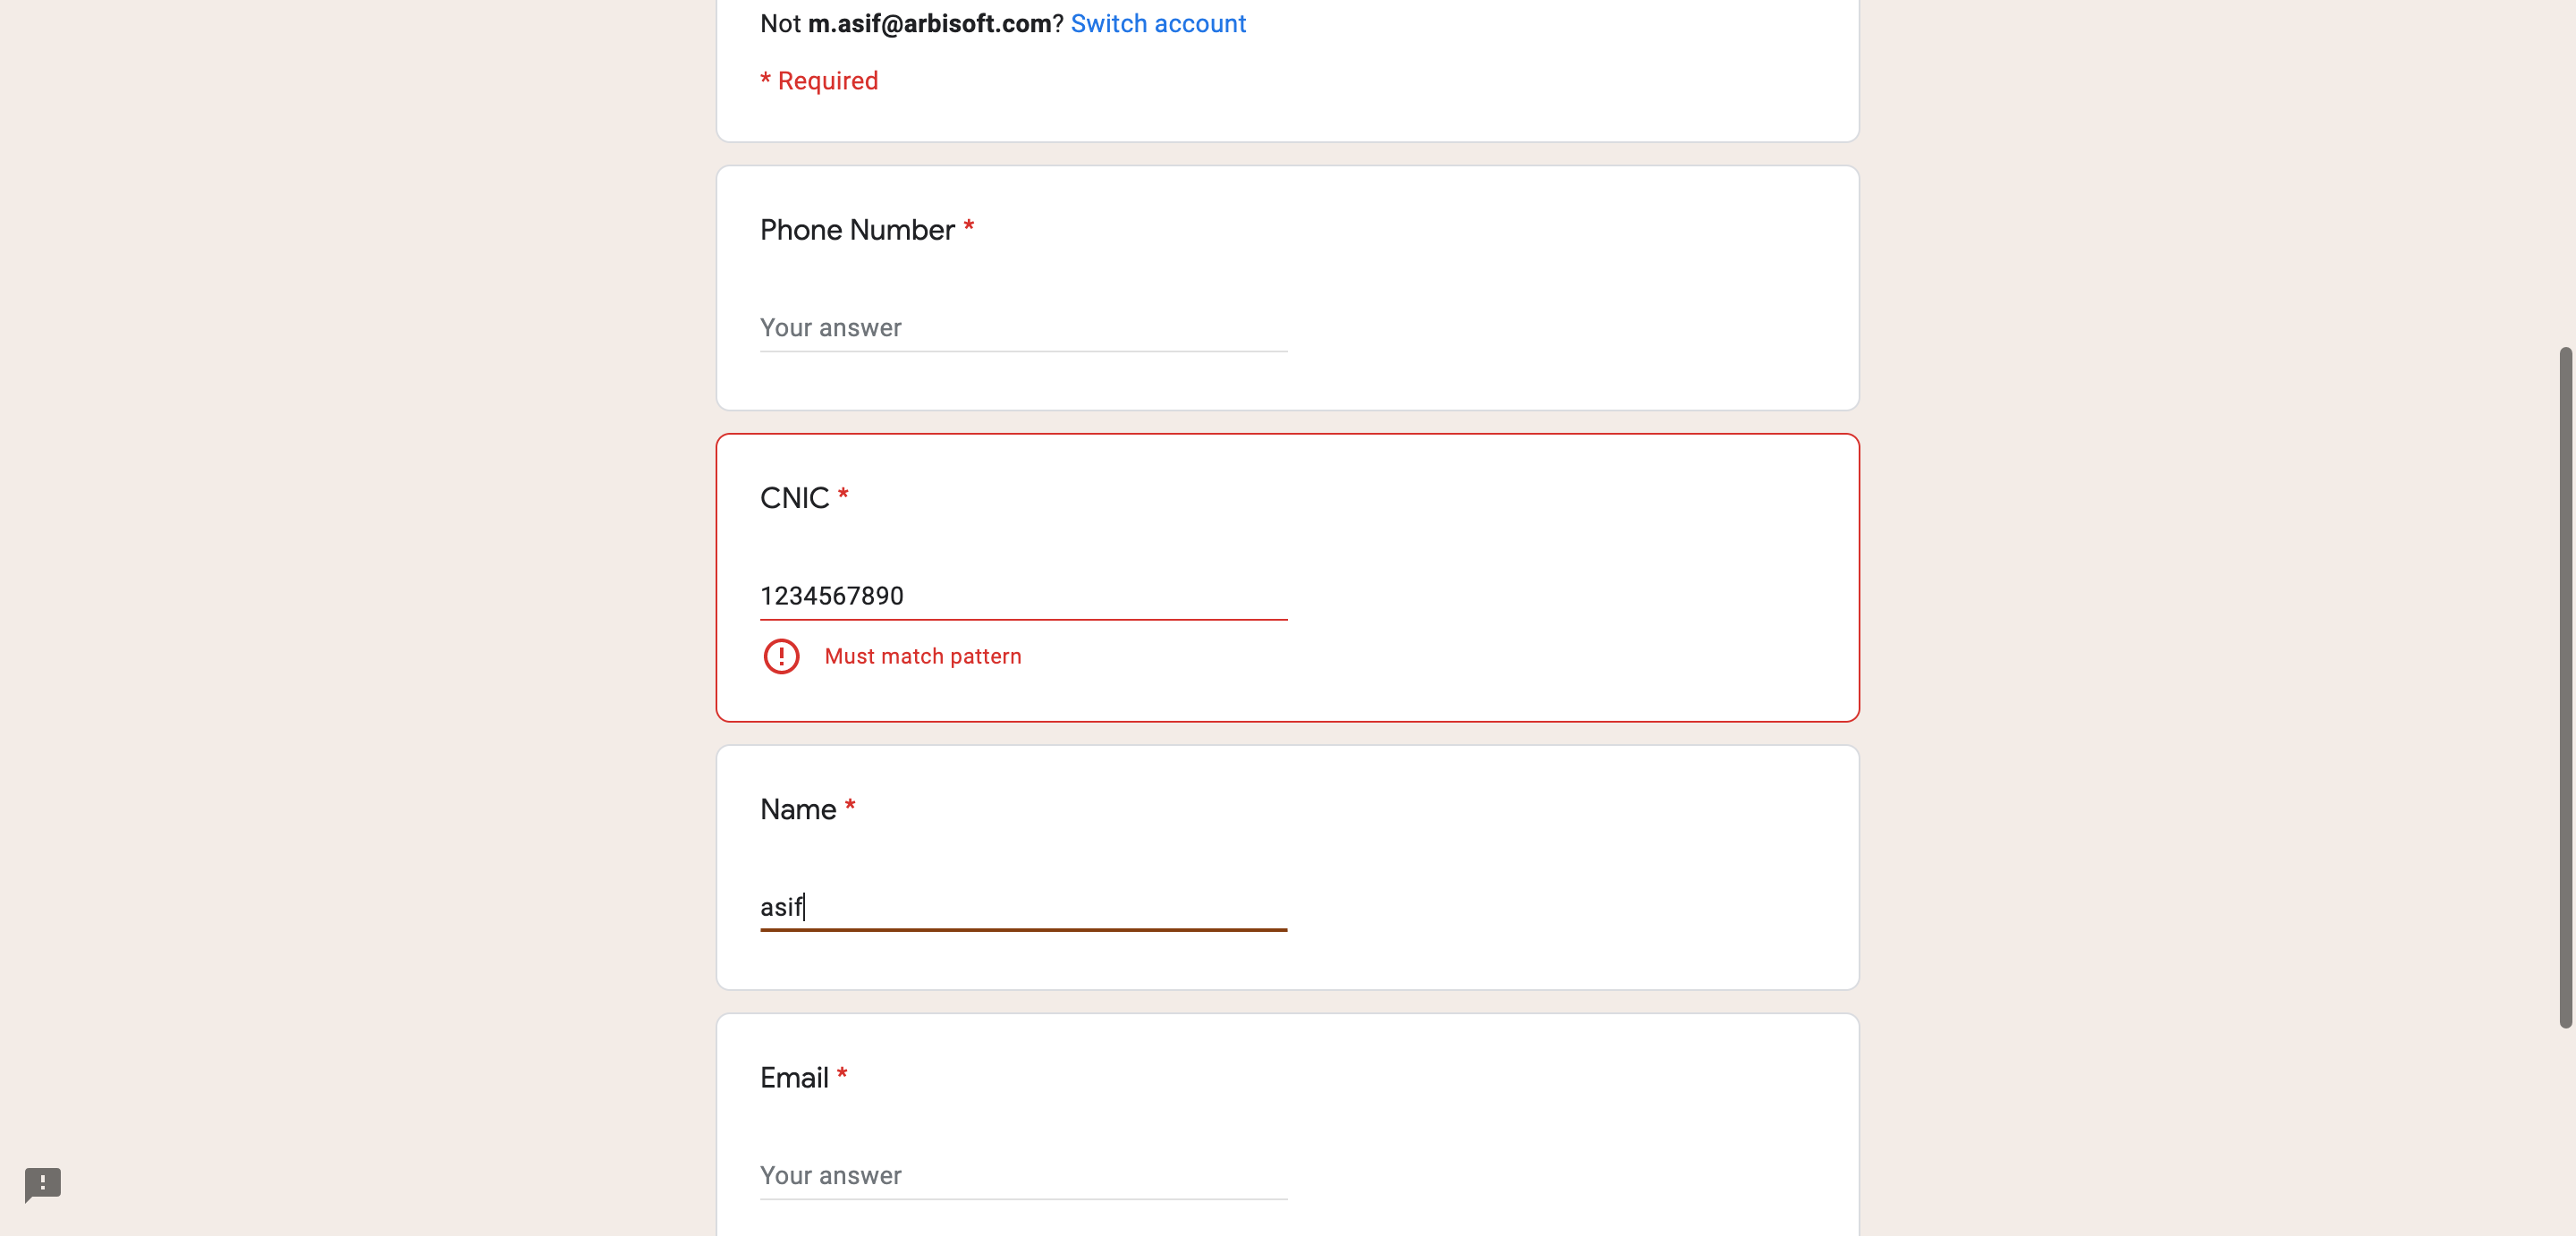 Not m.asif@arbisoft.com? Switch account
* Required
Phone Number *
Your answer
CNIC *
1234567890
Must match pattern
Name *
asif
Email *
Your answer